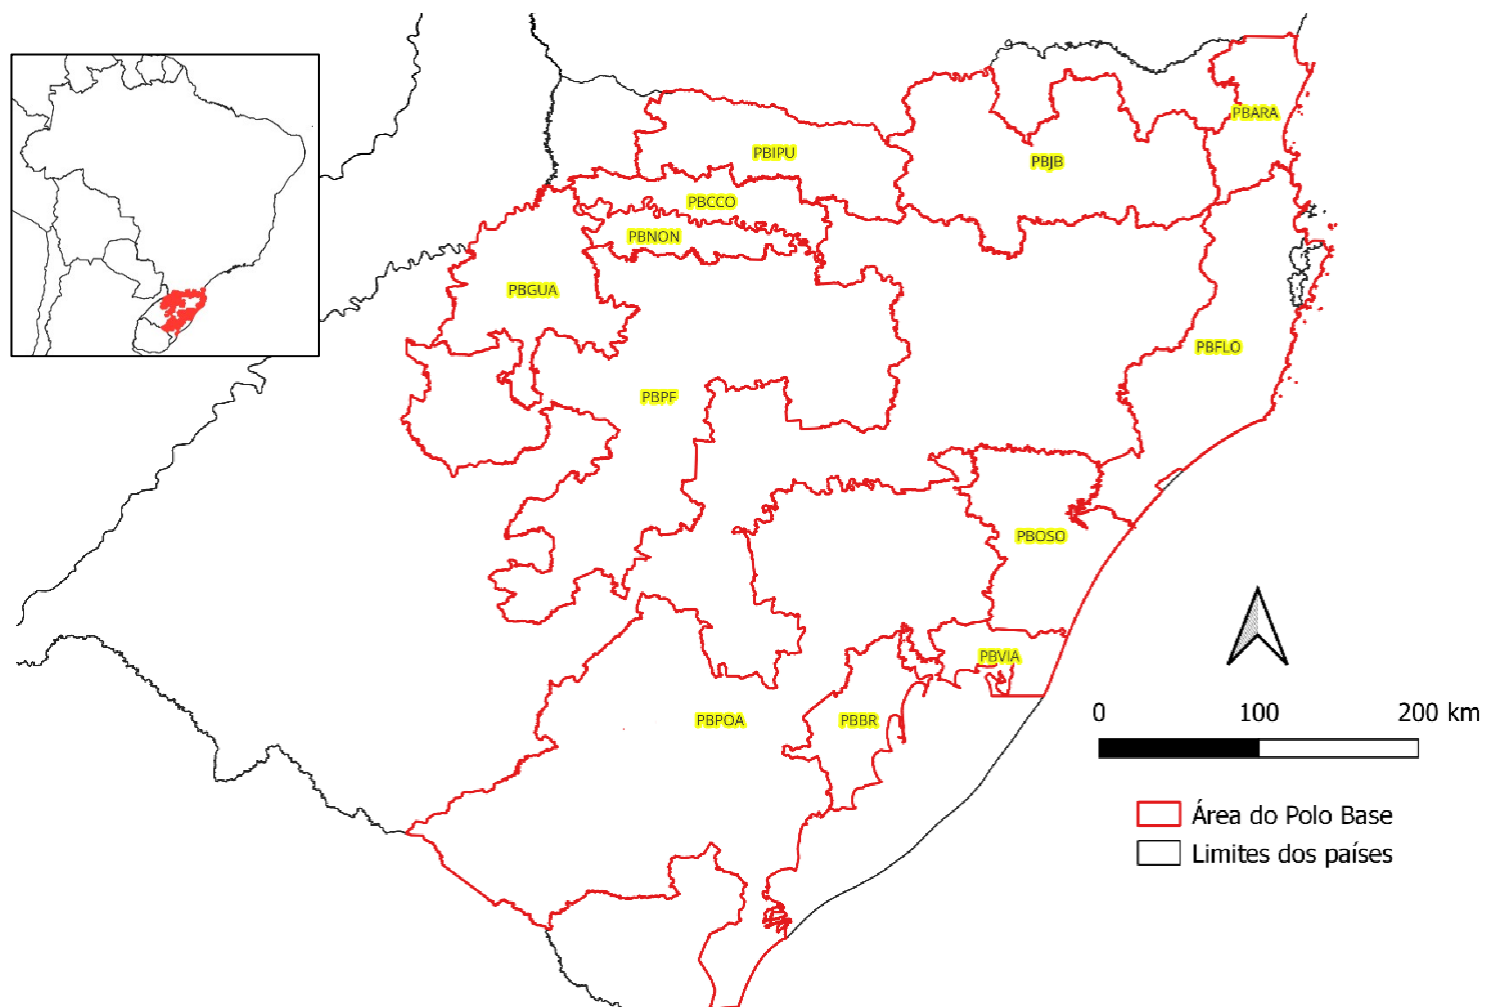 PBARA
PBIPU
PBJB
PBCCO
PBNON
PBGUA
PBFLO
PBPF
PBOSO
PBVIA
PBPOA
PBBR
0 100 200 km
Área do Polo Base
Limites dos países